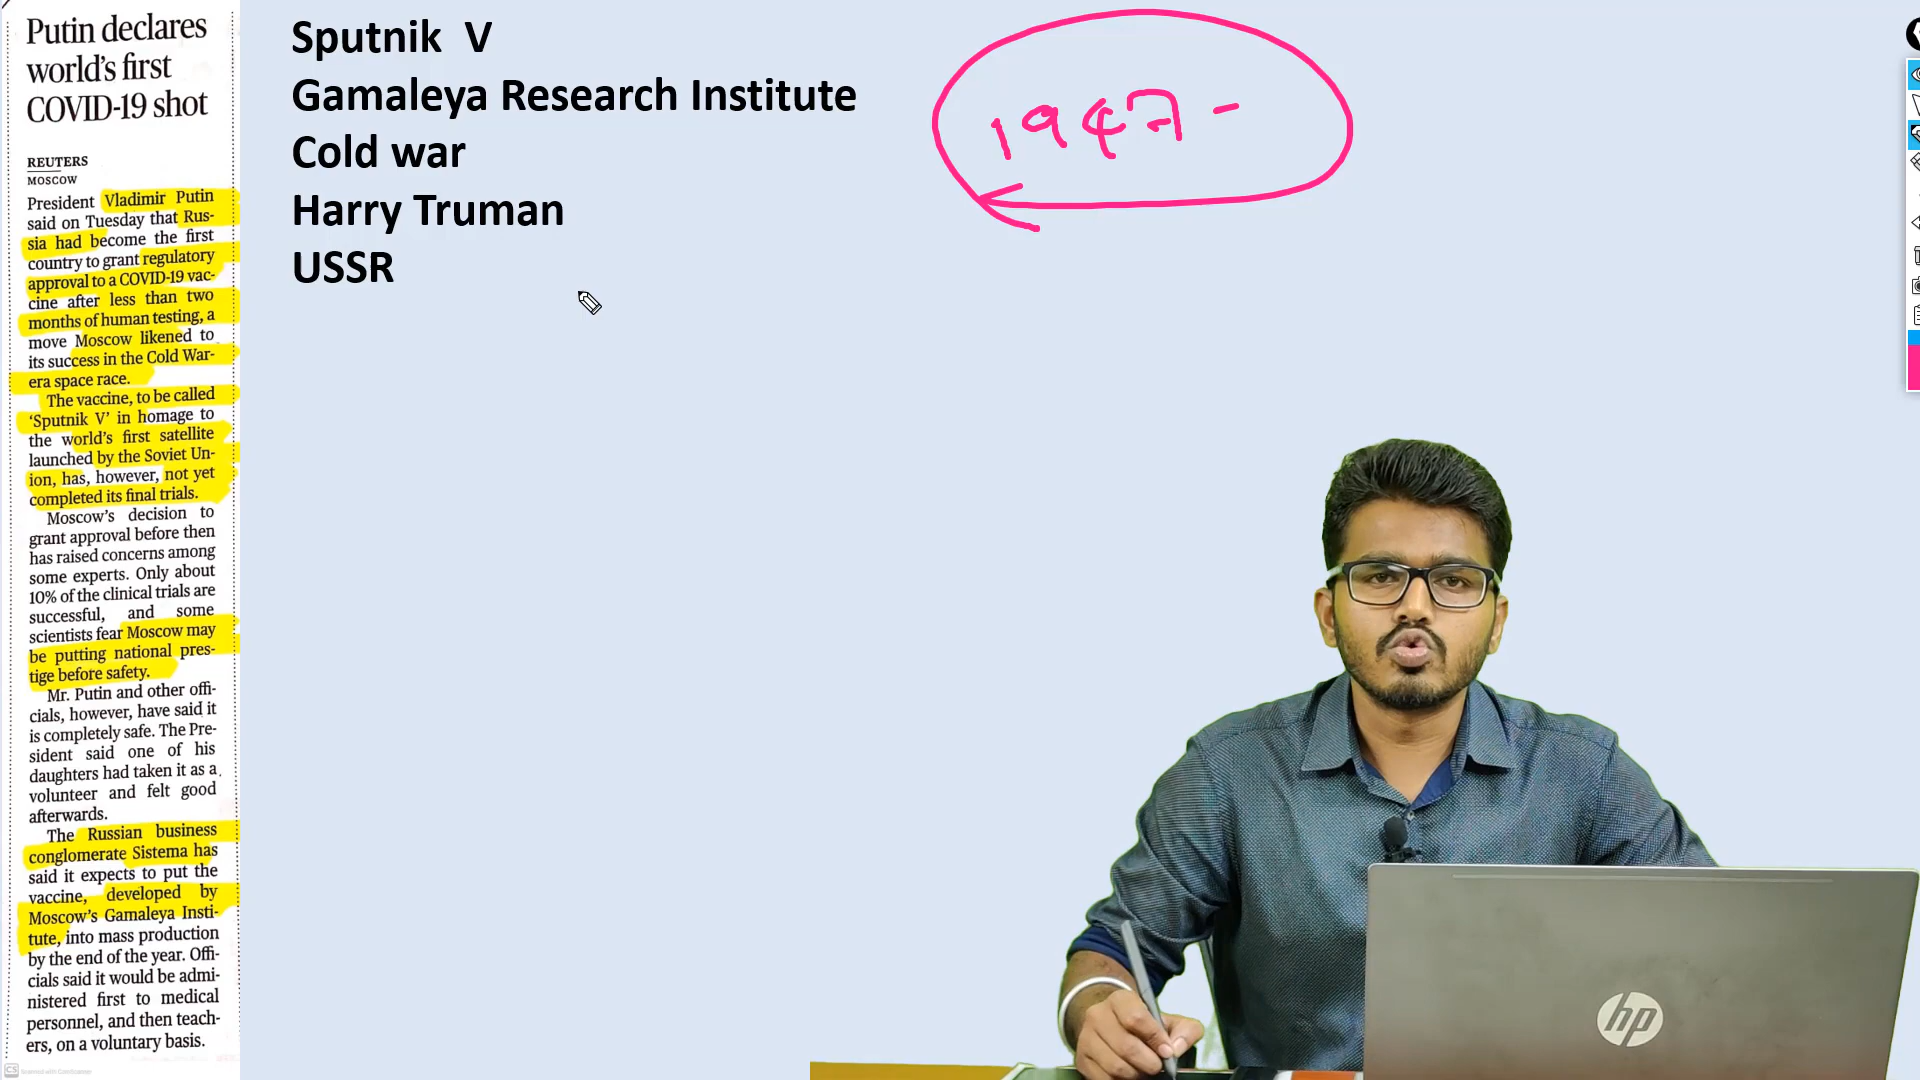 Putin declares
world's first
COVID-19 shot
REUTERS
MOSCOW
President Vladimir Putin
said on Tuesday that Rus-
sia had become the first
country to grant regulatory
approval to a COVID-19 vac-
cine after less than two
months of human testing, a
move Moscow likened to
its success in the Cold War-
era space race.
The vaccine, to be called
'Sputnik V' in homage to
the world's first satellite
launched by the Soviet Un-
ion, has, however, not yet
completed its final trials.
Moscow's decision to
grant approval before then
has raised concerns among
some experts. Only about
10% of the clinical trials are
successful, and some
scientists fear Moscow may
be putting national pres-
tige before safety.
Mr. Putin and other offi-
cials, however, have said it
is completely safe. The Pre-
sident said one of his
daughters had taken it as a
volunteer and felt good
afterwards.
The Russian business
conglomerate Sistema has
said it expects to put the
vaccine, developed by
Moscow's Gamaleya Insti-
tute, into mass production
by the end of the year. Offi-
cials said it would be admi-
nistered first to medical
personnel, and then teach-
ers, on a voluntary basis.
CS Scanned with CamScanner
Sputnik V
Gamaleya Research Institute
Cold war
Harry Truman
USSR
1947 -
hp